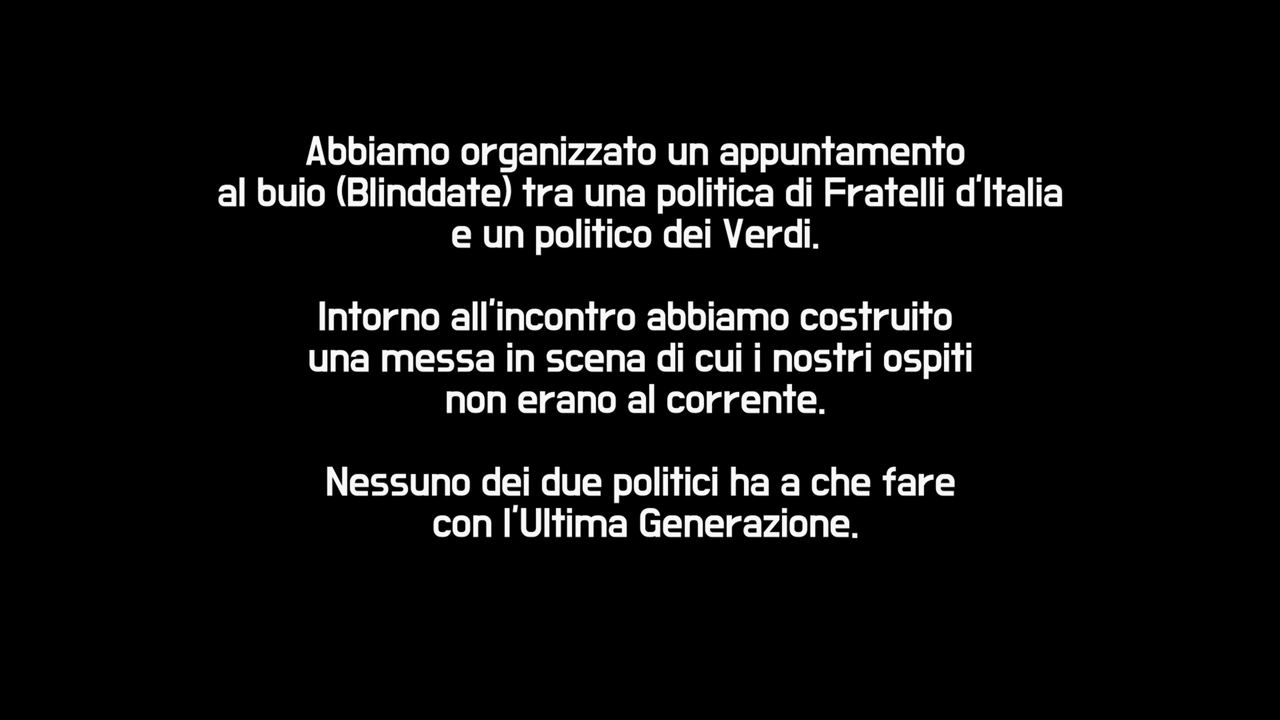 Abbiamo organizzato un appuntamento
al buio (Blinddate) tra una politica di Fratelli d'Italia
e un politico dei Verdi.
Intorno all'incontro abbiamo costruito
una messa in scena di cui i nostri ospiti
non erano al corrente.
Nessuno dei due politici ha a che fare
con l'Ultima Generazione.